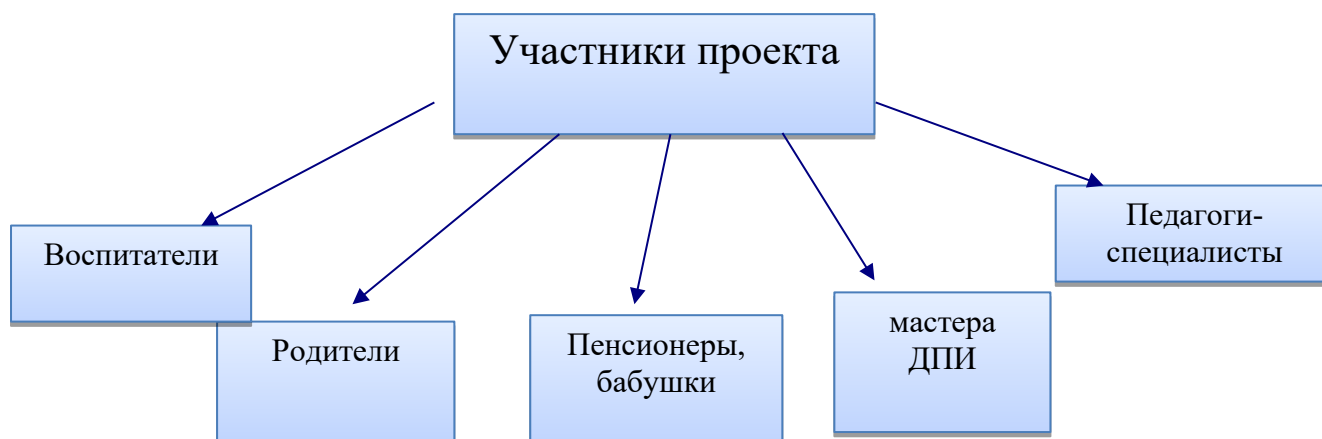 Участники проекта
Воспитатели
Родители
Пенсионеры,
бабушки
мастера
ДПИ
Педагоги-
специалисты